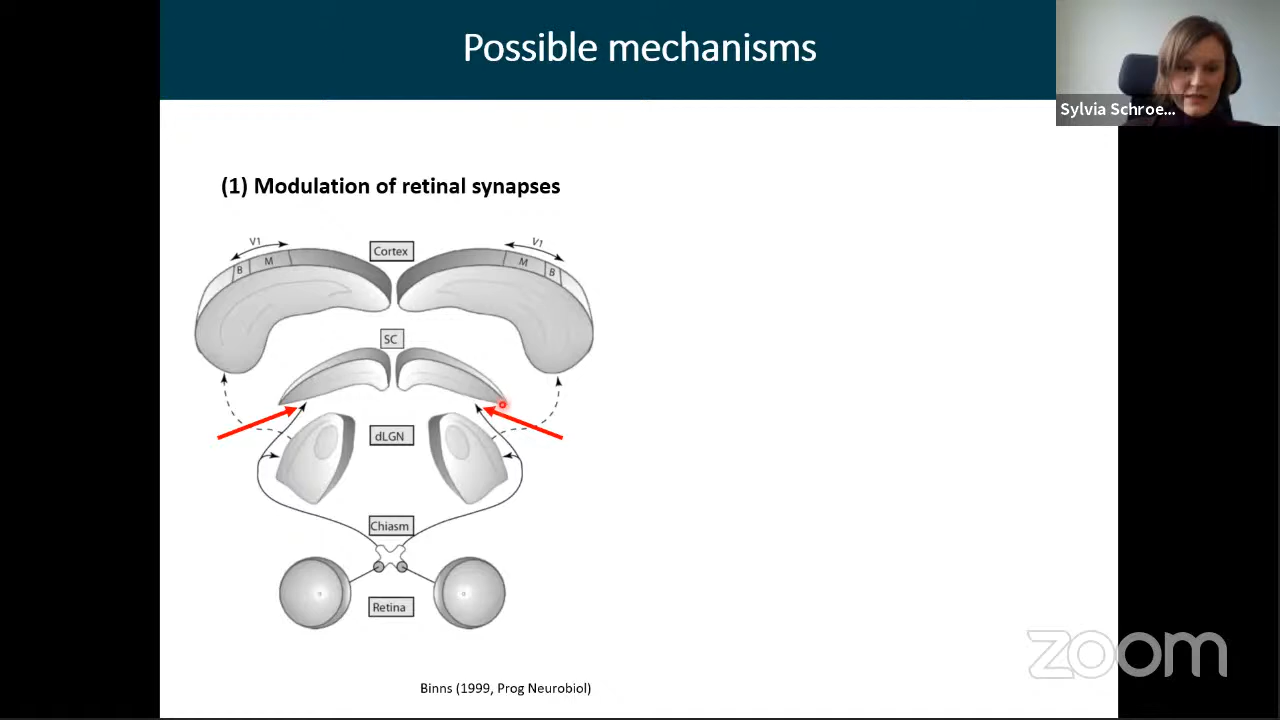 Possible mechanisms
Sylvia Schroe...
(1) Modulation of retinal synapses
V1 V1
Cortex
B M M B
SC
dLGN
Chiasm
Retina
Binns (1999, Prog Neurobiol)
zoom